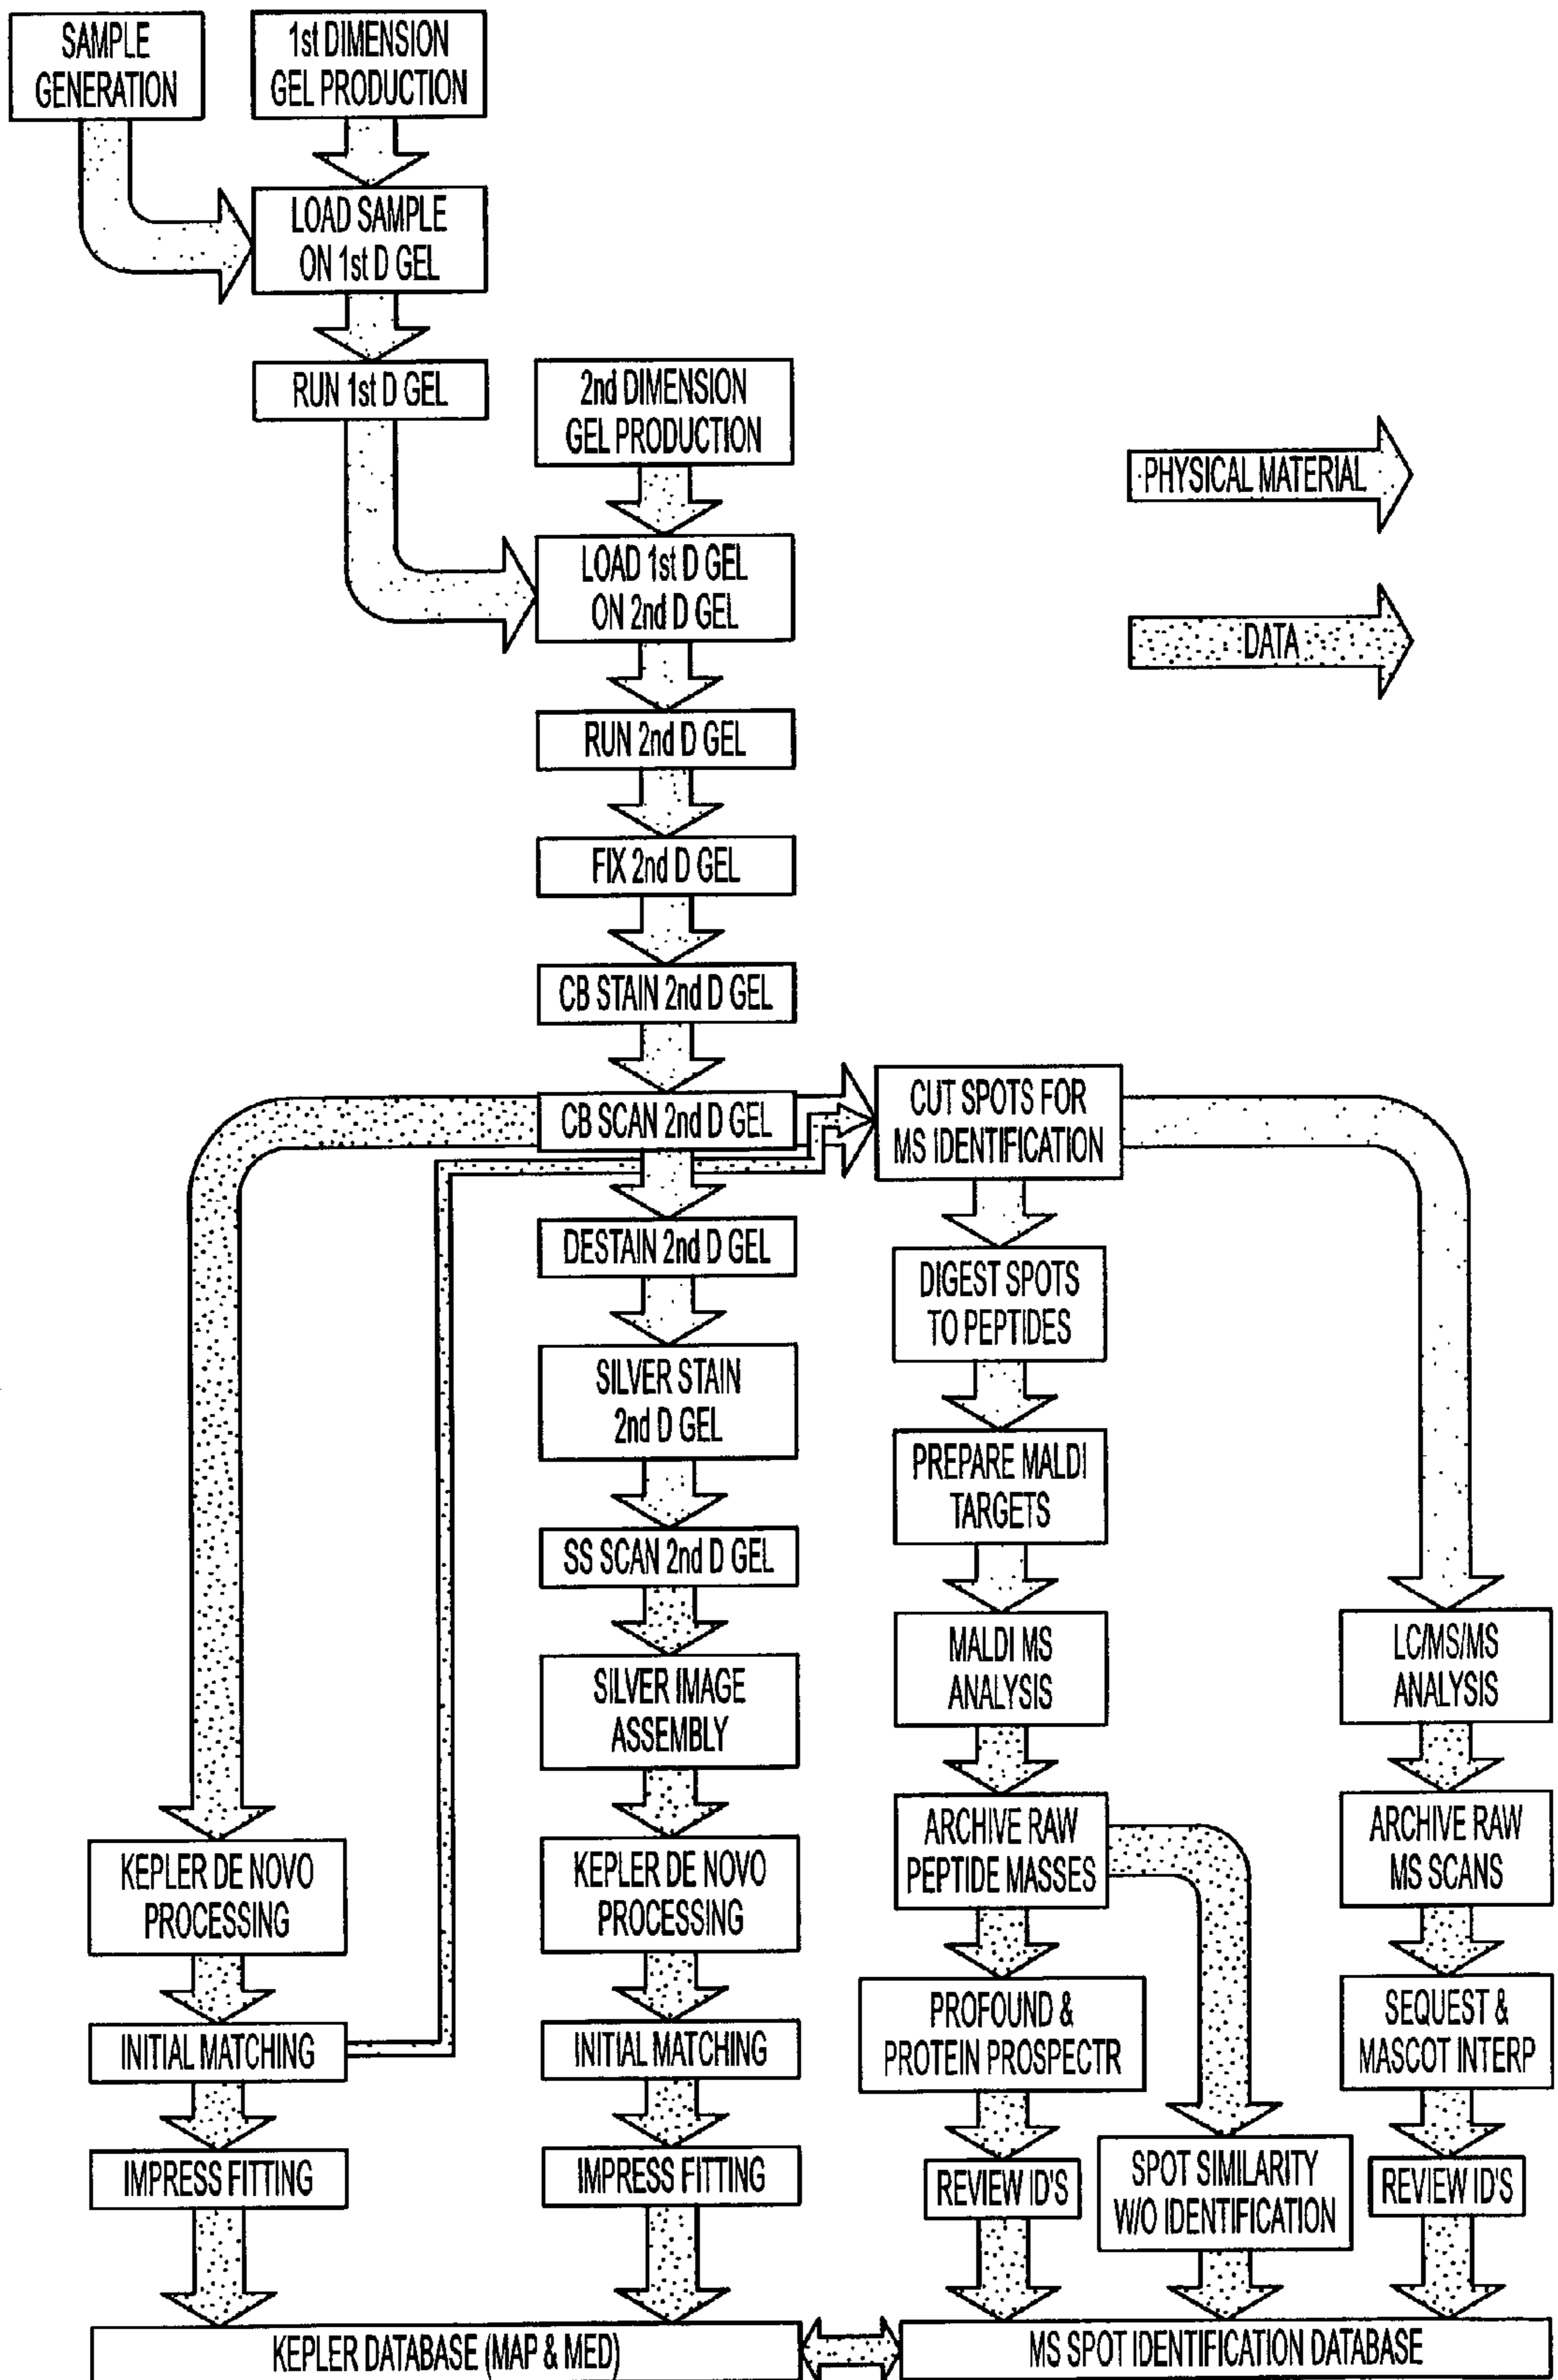 SAMPLE
GENERATION
1st DIMENSION
GEL PRODUCTION
LOAD SAMPLE
ON 1st D GEL
RUN 1st D GEL
2nd DIMENSION
GEL PRODUCTION
PHYSICAL MATERIAL
LOAD 1st D GEL
ON 2nd D GEL
DATA
RUN 2nd D GEL
FIX 2nd D GEL
CB STAIN 2nd D GEL
CB SCAN 2nd D GEL
CUT SPOTS FOR
MS IDENTIFICATION
DESTAIN 2nd D GEL
DIGEST SPOTS
TO PEPTIDES
SILVER STAIN
2nd D GEL
PREPARE MALDI
TARGETS
SS SCAN 2nd D GEL
MALDI MS
ANALYSIS
LC/MS/MS
ANALYSIS
SILVER IMAGE
ASSEMBLY
ARCHIVE RAW
PEPTIDE MASSES
ARCHIVE RAW
MS SCANS
KEPLER DE NOVO
PROCESSING
KEPLER DE NOVO
PROCESSING
PROFOUND &
PROTEIN PROSPECTR
SEQUEST &
MASCOT INTERP
INITIAL MATCHING
INITIAL MATCHING
IMPRESS FITTING
IMPRESS FITTING
REVIEW ID'S
SPOT SIMILARITY
W/O IDENTIFICATION
REVIEW ID'S
KEPLER DATABASE (MAP & MED)
MS SPOT IDENTIFICATION DATABASE